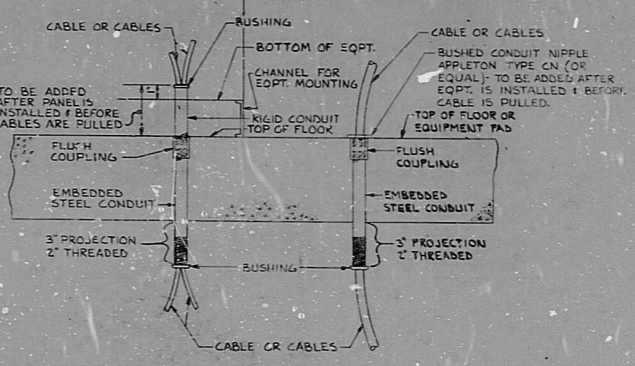 CABLE OR CABLES
BUSHING
BOTTOM OF EQPT.
CHANNEL FOR
EQPT. MOUNTING
TO BE ADDED
AFTER PANEL IS
INSTALLED & BEFORE
CABLES ARE PULLED
1"
RIGID CONDUIT
TOP OF FLOOR
FLUSH
COUPLING
EMBEDDED
STEEL CONDUIT
3" PROJECTION
2" THREADED
BUSHING
CABLE OR CABLES
CABLE OR CABLES
BUSHED CONDUIT NIPPLE
APPLETON TYPE CN (OR
EQUAL)- TO BE ADDED AFTER
EQPT. IS INSTALLED & BEFORE
CABLE IS PULLED.
TOP OF FLOOR OR
EQUIPMENT PAD
FLUSH
COUPLING
EMBEDDED
STEEL CONDUIT
3" PROJECTION
2" THREADED